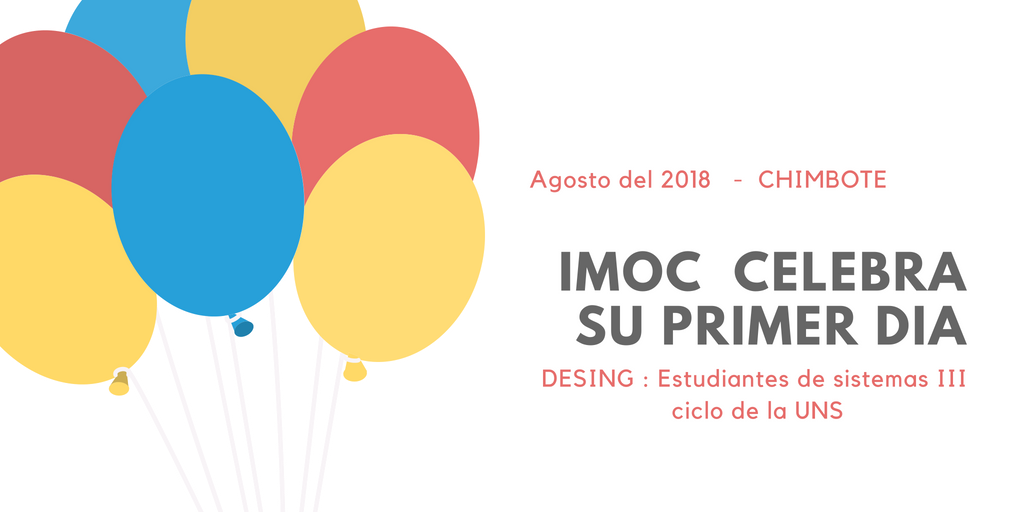 Agosto del 2018 - CHIMBOTE
IMOC CELEBRA
SU PRIMER DIA
DESING : Estudiantes de sistemas III
ciclo de la UNS